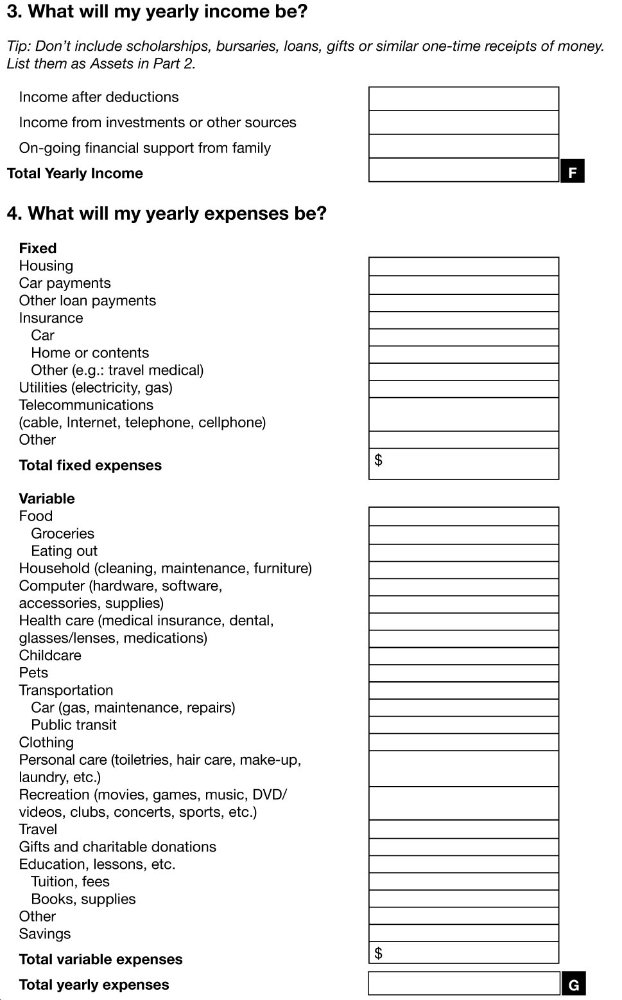 3. What will my yearly income be?
Tip: Don’t include scholarships, bursaries, loans, gifts or similar one-time receipts of money.
List them as Assets in Part 2.
Income after deductions
Income from investments or other sources
On-going financial support from family
Total Yearly Income
F
4. What will my yearly expenses be?
Fixed
Housing
Car payments
Other loan payments
Insurance
Car
Home or contents
Other (e.g.: travel medical)
Utilities (electricity, gas)
Telecommunications
(cable, Internet, telephone, cellphone)
Other
Total fixed expenses
$
Variable
Food
Groceries
Eating out
Household (cleaning, maintenance, furniture)
Computer (hardware, software,
accessories, supplies)
Health care (medical insurance, dental,
glasses/lenses, medications)
Childcare
Pets
Transportation
Car (gas, maintenance, repairs)
Public transit
Clothing
Personal care (toiletries, hair care, make-up,
laundry, etc.)
Recreation (movies, games, music, DVD/
videos, clubs, concerts, sports, etc.)
Travel
Gifts and charitable donations
Education, lessons, etc.
Tuition, fees
Books, supplies
Other
Savings
Total variable expenses
$
Total yearly expenses
G